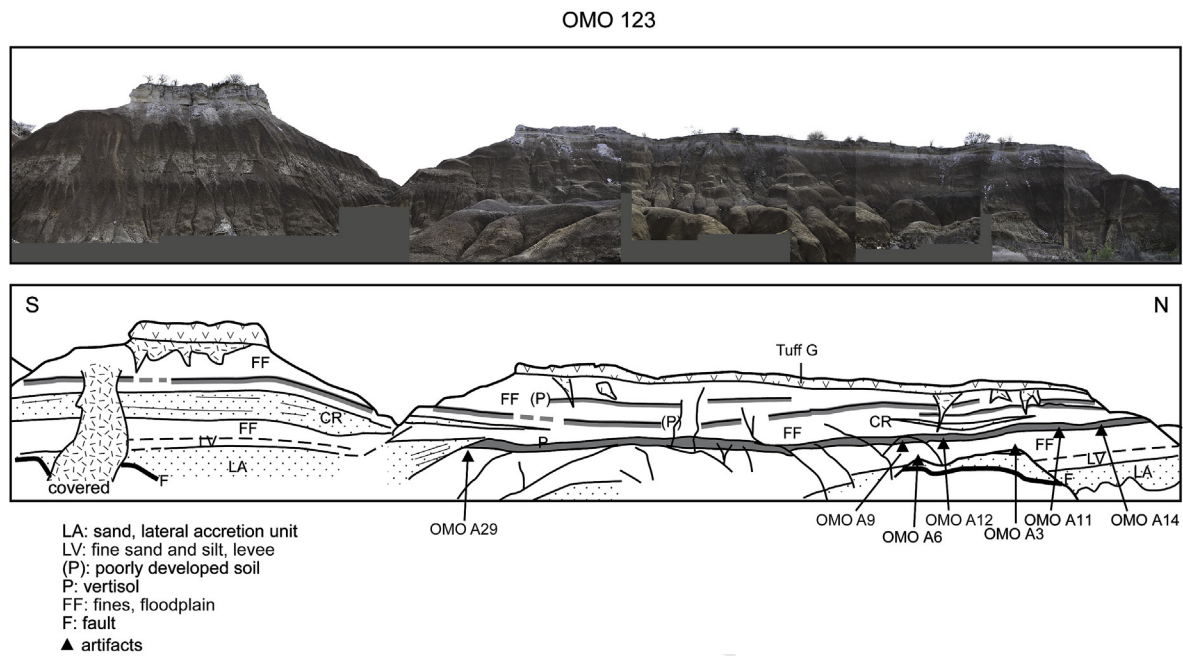 OMO 123
S
N
Tuff G
FF
FF (P)
(P)
CR
CR
FF
FF
FF
LV
P
LV
LA
LA
F
F
covered
OMO A29
OMO A9
OMO A12
OMO A11
OMO A14
OMO A6
OMO A3
LA: sand, lateral accretion unit
LV: fine sand and silt, levee
(P): poorly developed soil
P: vertisol
FF: fines, floodplain
F: fault
▲ artifacts